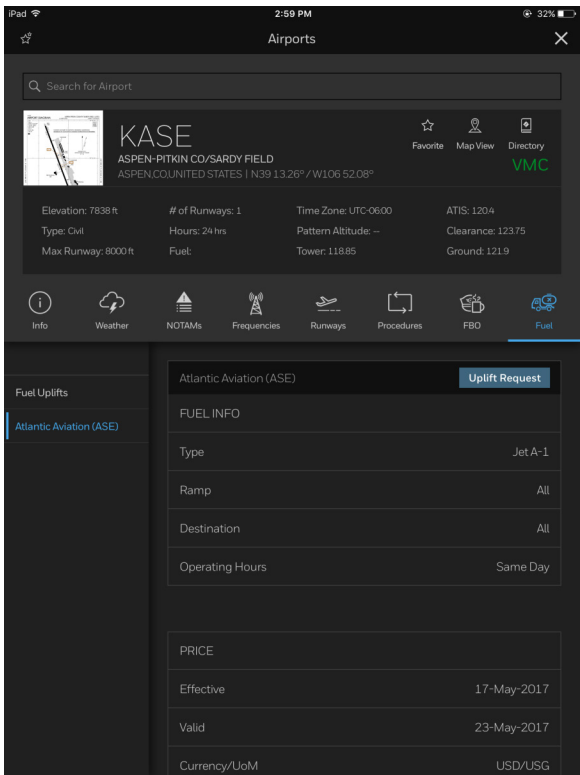 iPad 2:59 PM 32%
Airports
Search for Airport
KASE
ASPEN-PITKIN CO/SARDY FIELD
ASPEN,CO,UNITED STATES | N39 13.26° / W106 52.08°
Favorite Map View Directory
VMC
Elevation: 7838 ft # of Runways: 1 Time Zone: UTC-06:00 ATIS: 120.4
Type: Civil Hours: 24 hrs Pattern Altitude: -- Clearance: 123.75
Max Runway: 8000 ft Fuel: Tower: 118.85 Ground: 121.9
Info Weather NOTAMs Frequencies Runways Procedures FBO Fuel
Fuel Uplifts
Atlantic Aviation (ASE)
Atlantic Aviation (ASE) Uplift Request
FUEL INFO
Type Jet A-1
Ramp All
Destination All
Operating Hours Same Day
PRICE
Effective 17-May-2017
Valid 23-May-2017
Currency/UoM USD/USG